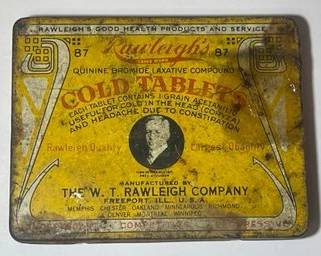 RAWLEIGH'S GOOD HEALTH PRODUCTS AND SERVICE
87 Rawleigh's 87
TRADE MARK
QUININE BROMIDE LAXATIVE COMPOUND
COLD TABLETS
EACH TABLET CONTAINS 1 GRAIN ACETANILID
USEFUL FOR COLD IN THE HEAD, CORYZA
AND HEADACHE DUE TO CONSTIPATION
Rawleigh Quality Largest Quantity
MANUFACTURED BY
THE W. T. RAWLEIGH COMPANY
FREEPORT, ILL., U.S.A.
MEMPHIS CHESTER OAKLAND MINNEAPOLIS RICHMOND
DENVER MONTREAL WINNIPEG